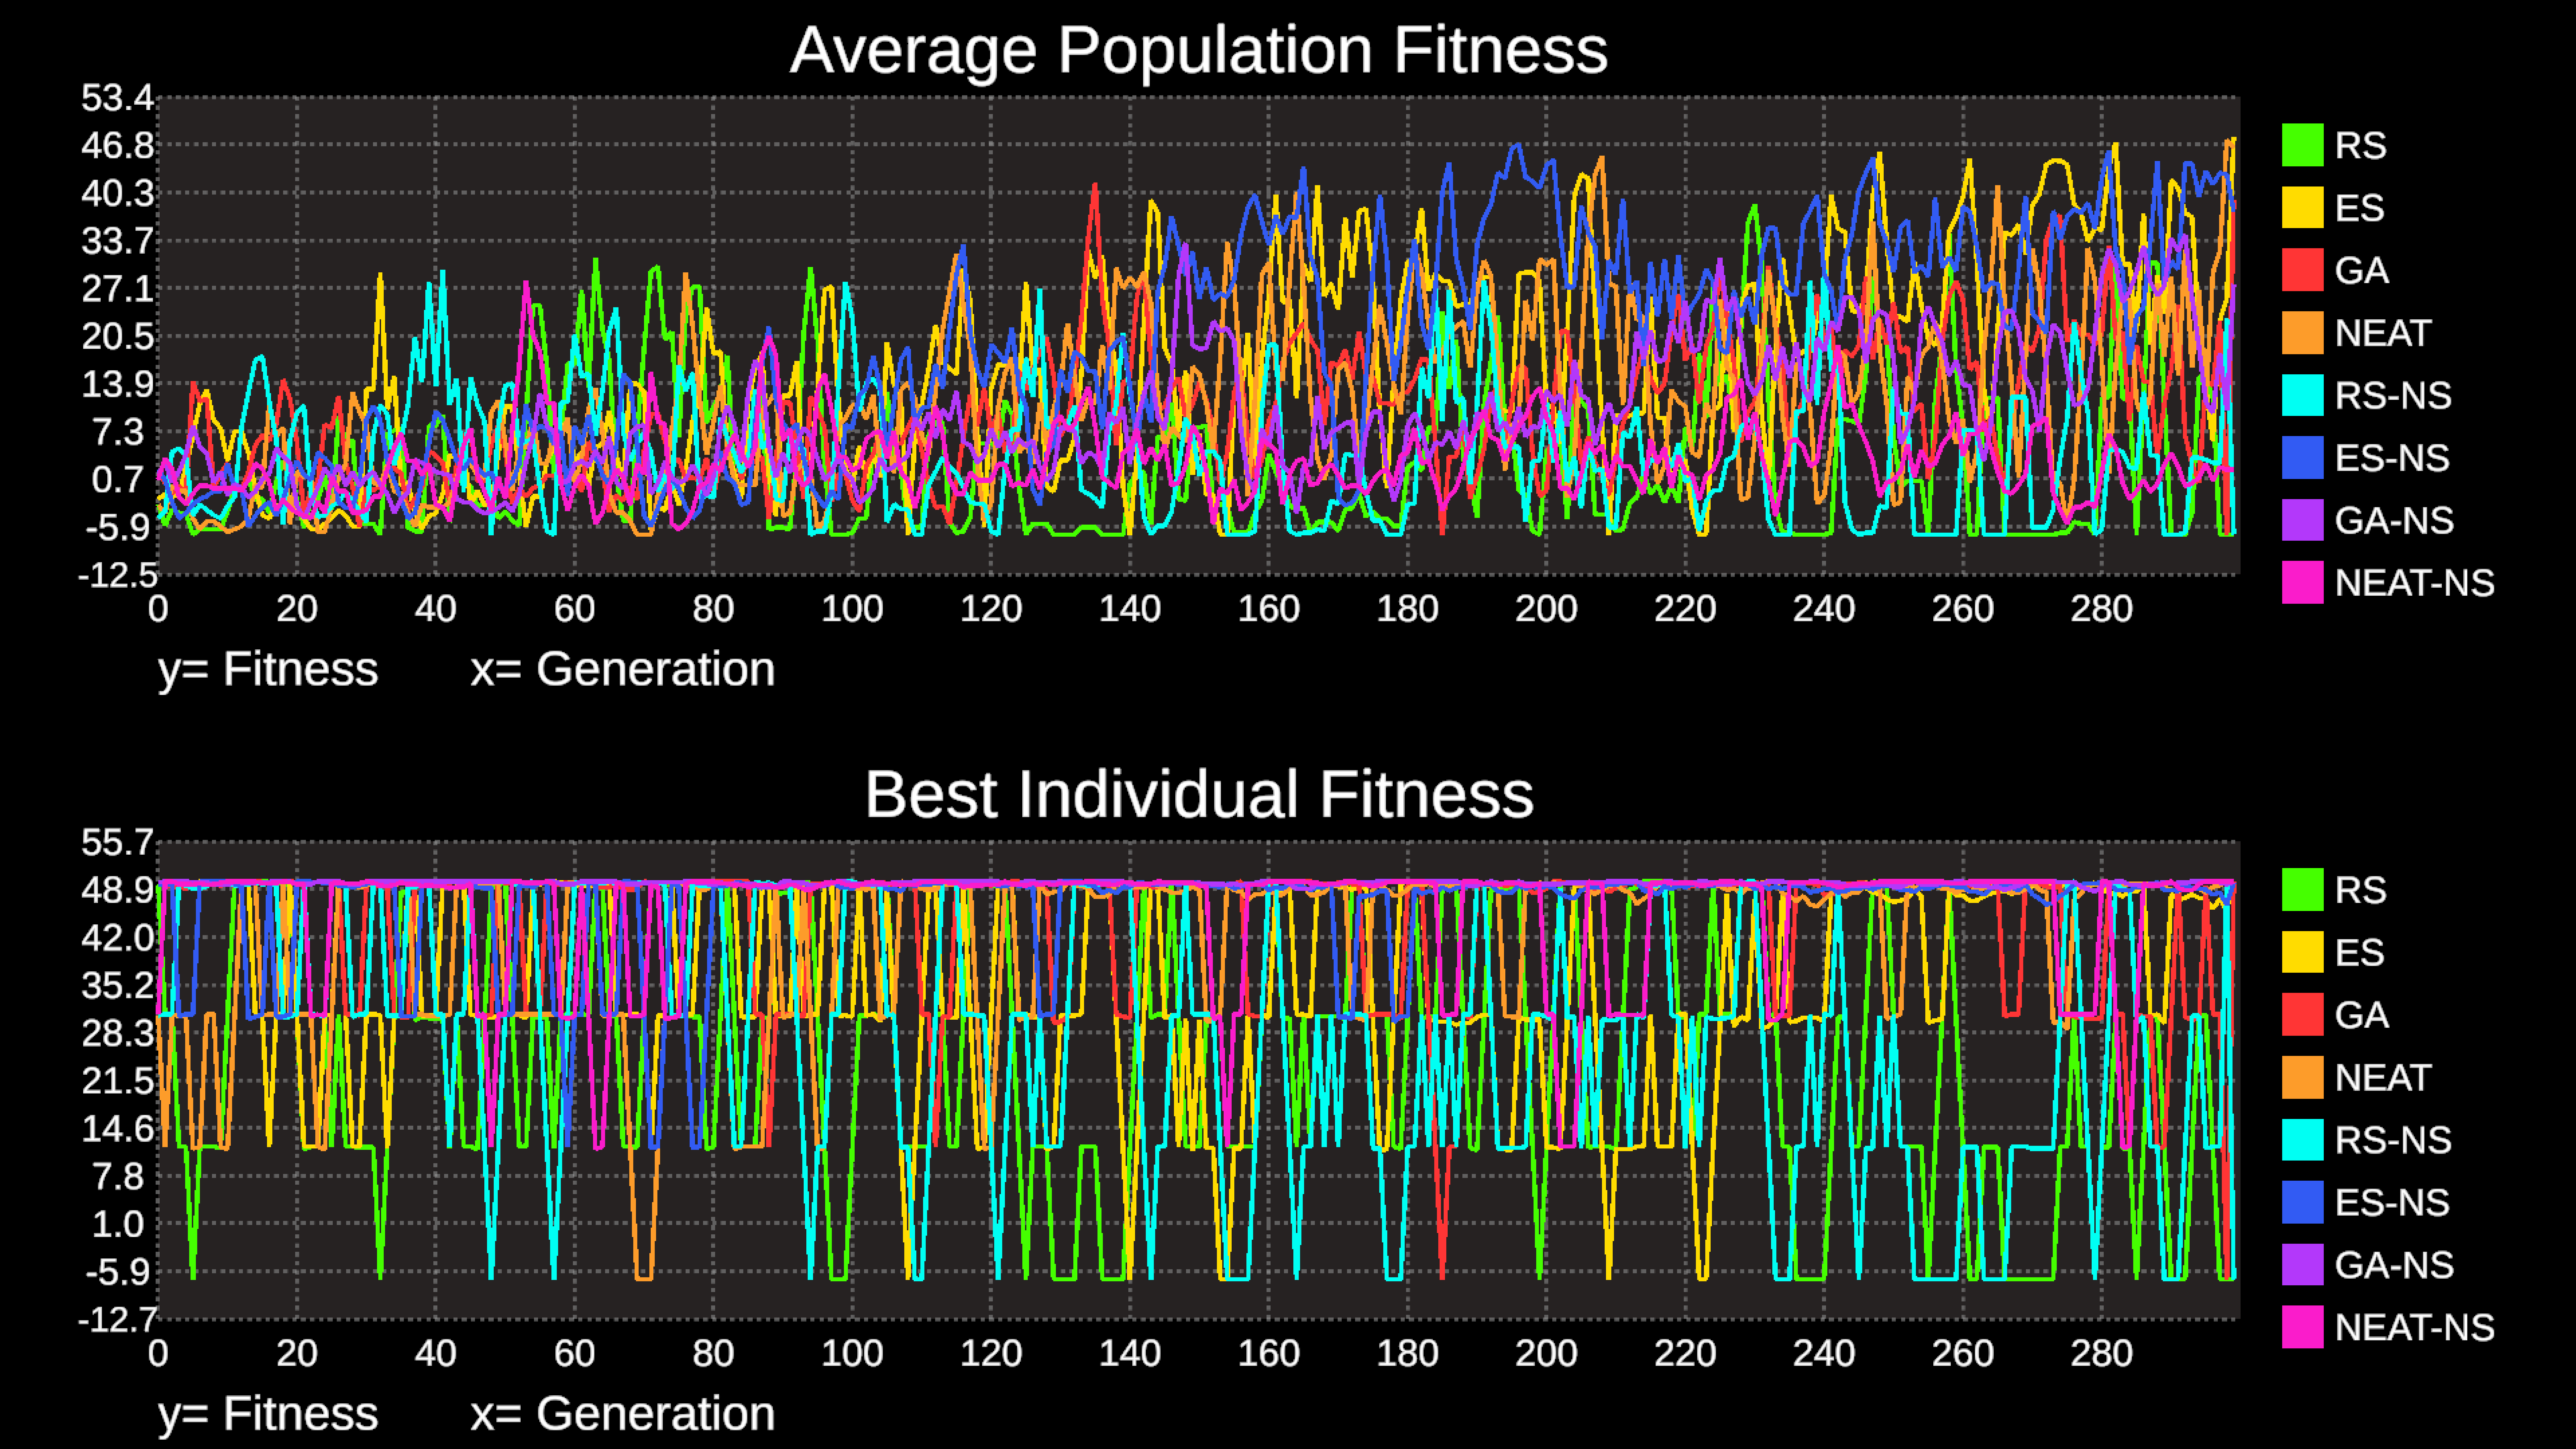 Average Population Fitness
53.4
46.8
40.3
33.7
27.1
20.5
13.9
7.3
0.7
-5.9
-12.5
0 20 40 60 80 100 120 140 160 180 200 220 240 260 280
y= Fitness x= Generation
RS
ES
GA
NEAT
RS-NS
ES-NS
GA-NS
NEAT-NS
Best Individual Fitness
55.7
48.9
42.0
35.2
28.3
21.5
14.6
7.8
1.0
-5.9
-12.7
0 20 40 60 80 100 120 140 160 180 200 220 240 260 280
y= Fitness x= Generation
RS
ES
GA
NEAT
RS-NS
ES-NS
GA-NS
NEAT-NS